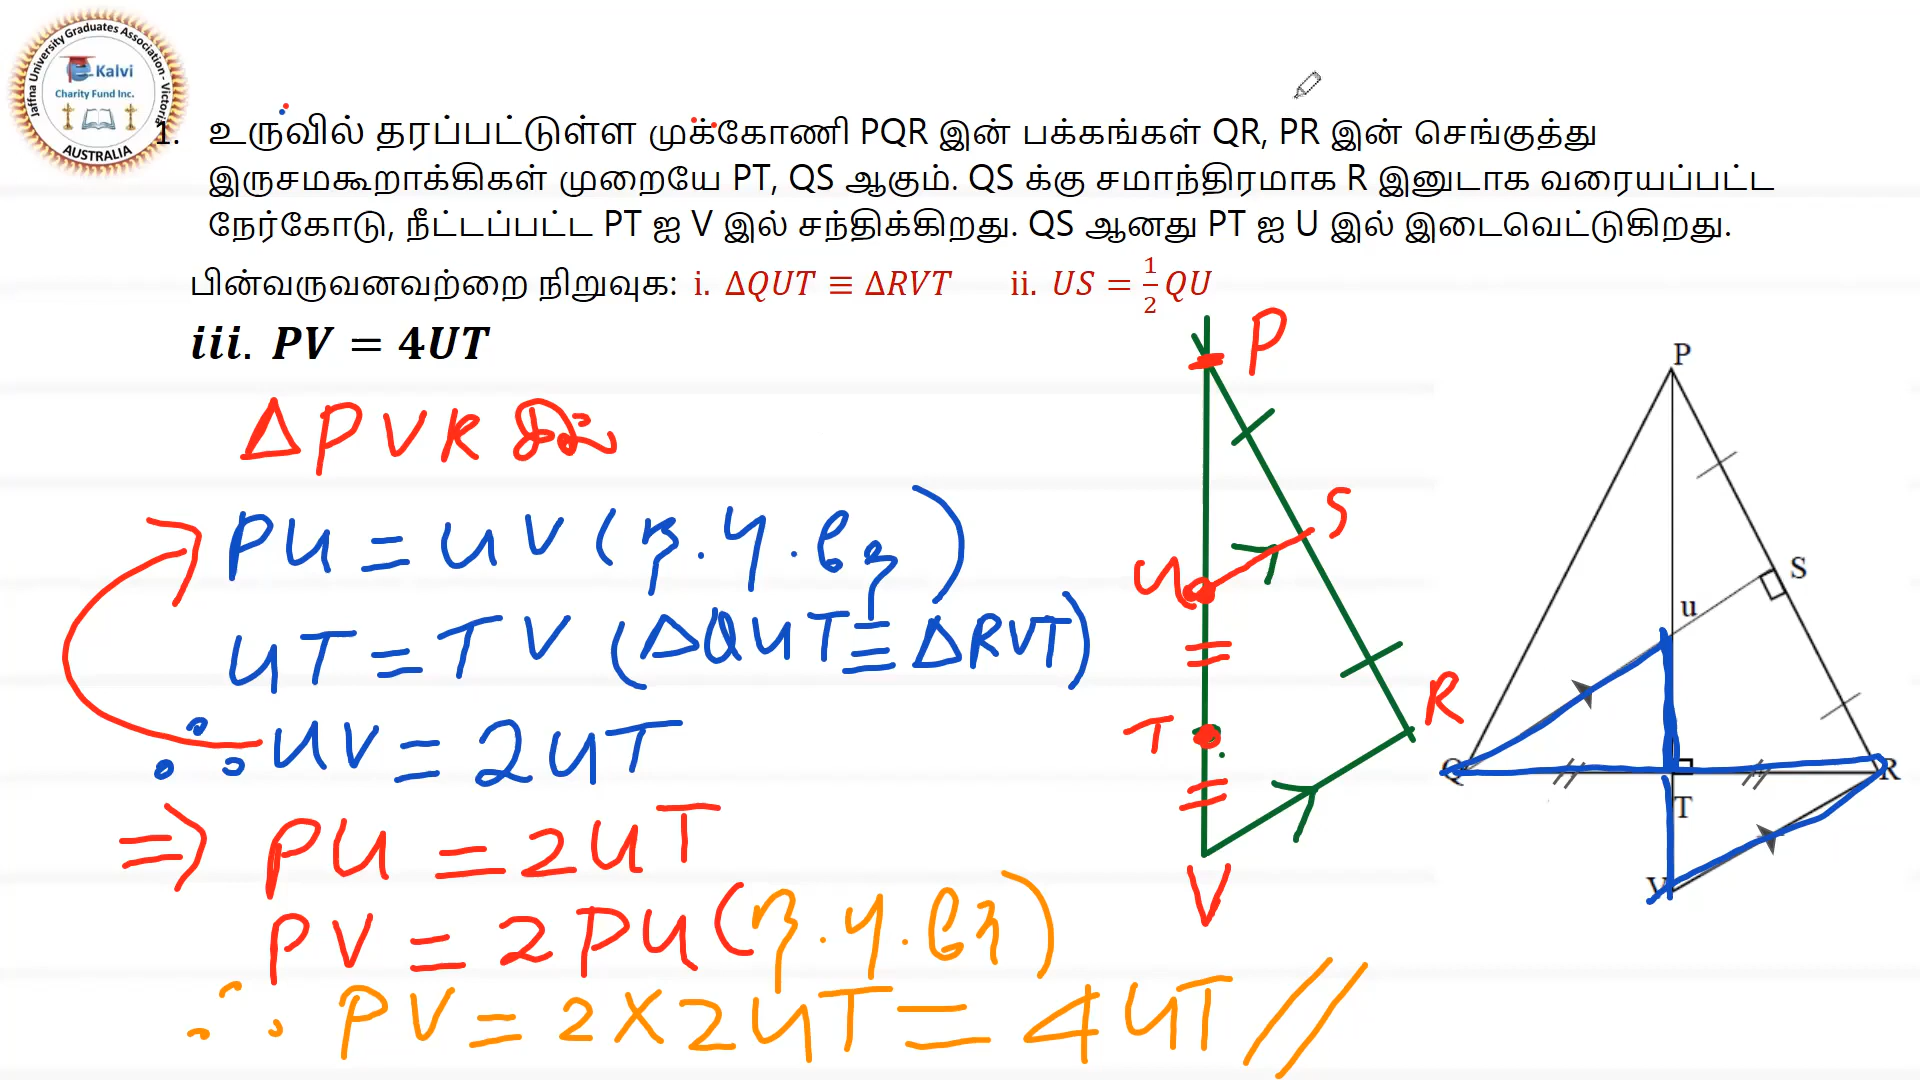 Jaffna University Graduates Association - Victoria
Kalvi
Charity Fund Inc.
AUSTRALIA
1. உருவில் தரப்பட்டுள்ள முக்கோணி PQR இன் பக்கங்கள் QR, PR இன் செங்குத்து
இருசமகூறாக்கிகள் முறையே PT, QS ஆகும். QS க்கு சமாந்திரமாக R இனுடாக வரையப்பட்ட
நேர்கோடு, நீட்டப்பட்ட PT ஐ V இல் சந்திக்கிறது. QS ஆனது PT ஐ U இல் இடைவெட்டுகிறது.
பின்வருவனவற்றை நிறுவுக: i. ΔQUT ≡ ΔRVT ii. US = 1/2 QU
iii. PV = 4UT
Δ PVR இல்
PU = UV (ந.பு.தே)
UT = TV (ΔQUT ≡ ΔRVT)
∴ UV = 2UT
⇒ PU = 2UT
PV = 2PU (ந.பு.தே)
∴ PV = 2 × 2UT = 4UT //
P
S
U
T
R
V
P
S
u
Q
R
T
V